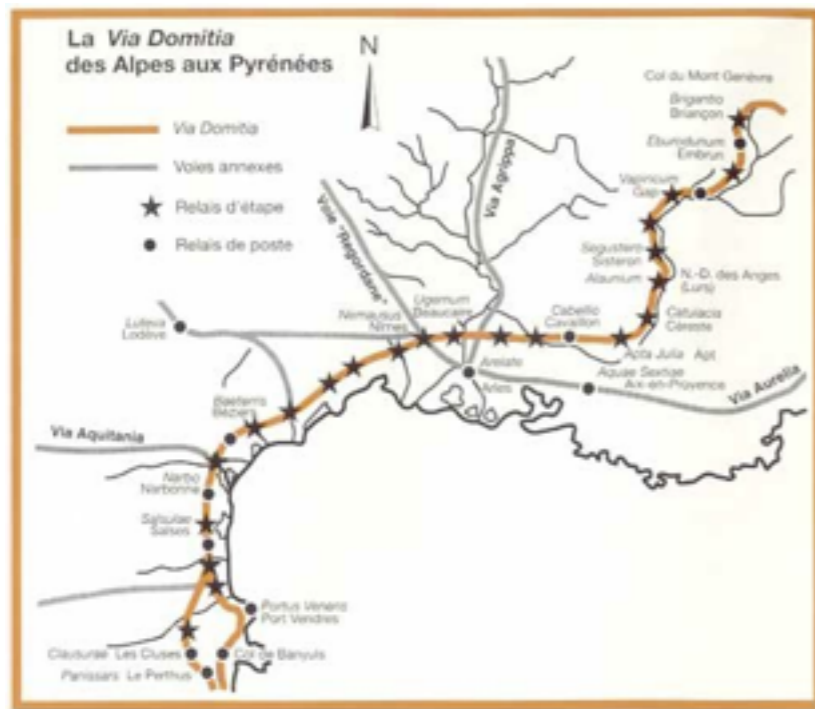 La Via Domitia
des Alpes aux Pyrénées
N
Via Domitia
Voies annexes
Relais d'étape
Relais de poste
Col du Mont Genèvre
Brigantio
Briançon
Embrun
Vapincum
Gap
Segustero
Sisteron
Alaunium
N.-D. des Anges
(Lurs)
Catuiacia
Céreste
Apta Julia Apt
Cabellio
Cavaillon
Via Agrippa
Voie "Regordane"
Ugernum
Beaucaire
Nemausus
Nîmes
Luteva
Lodève
Arelate
Arles
Aquae Sextiae
Aix-en-Provence
Via Aurelia
Baeterris
Béziers
Via Aquitania
Narbo
Narbonne
Salsulae
Salses
Portus Veneris
Port Vendres
Clausurae Les Cluses
Col de Banyuls
Panissars Le Perthus